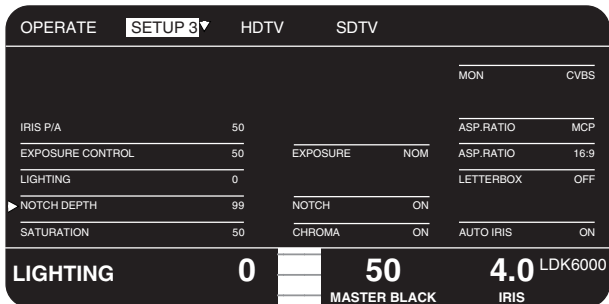 OPERATE SETUP 3 HDTV SDTV
MON CVBS
IRIS P/A 50 ASP.RATIO MCP
EXPOSURE CONTROL 50 EXPOSURE NOM ASP.RATIO 16:9
LIGHTING 0 LETTERBOX OFF
NOTCH DEPTH 99 NOTCH ON
SATURATION 50 CHROMA ON AUTO IRIS ON
LIGHTING 0 50 4.0 LDK6000
MASTER BLACK IRIS